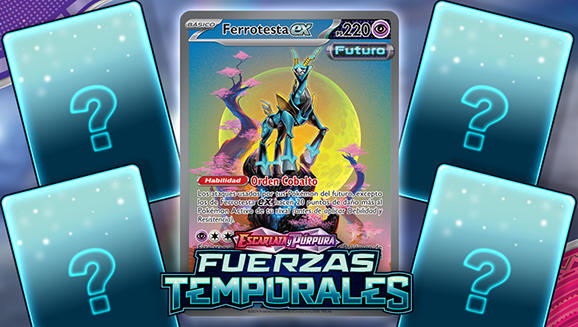 BÁSICO
Ferrotesta ex PS 220
Futuro
?
?
Habilidad Orden Cobalto
Los ataques usados por tus Pokémon del futuro, excepto
los de Ferrotesta ex, hacen 20 puntos de daño más al
Pokémon Activo de tu rival (antes de aplicar Debilidad y
Resistencia).
?
?
ESCARLATA Y PÚRPURA
FUERZAS
TEMPORALES